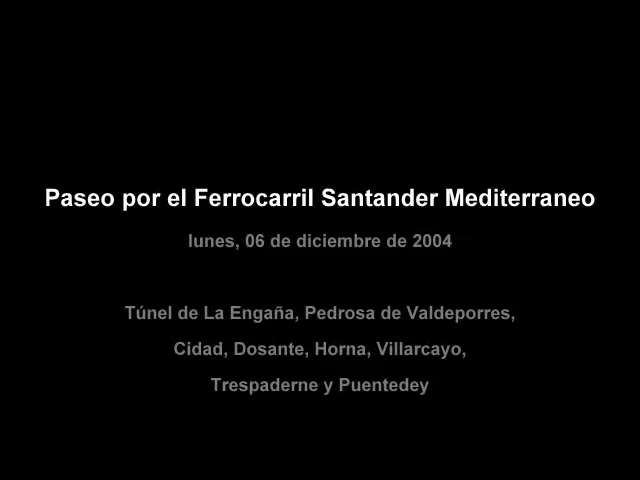 Paseo por el Ferrocarril Santander Mediterraneo
lunes, 06 de diciembre de 2004
Túnel de La Engaña, Pedrosa de Valdeporres,
Cidad, Dosante, Horna, Villarcayo,
Trespaderne y Puentedey